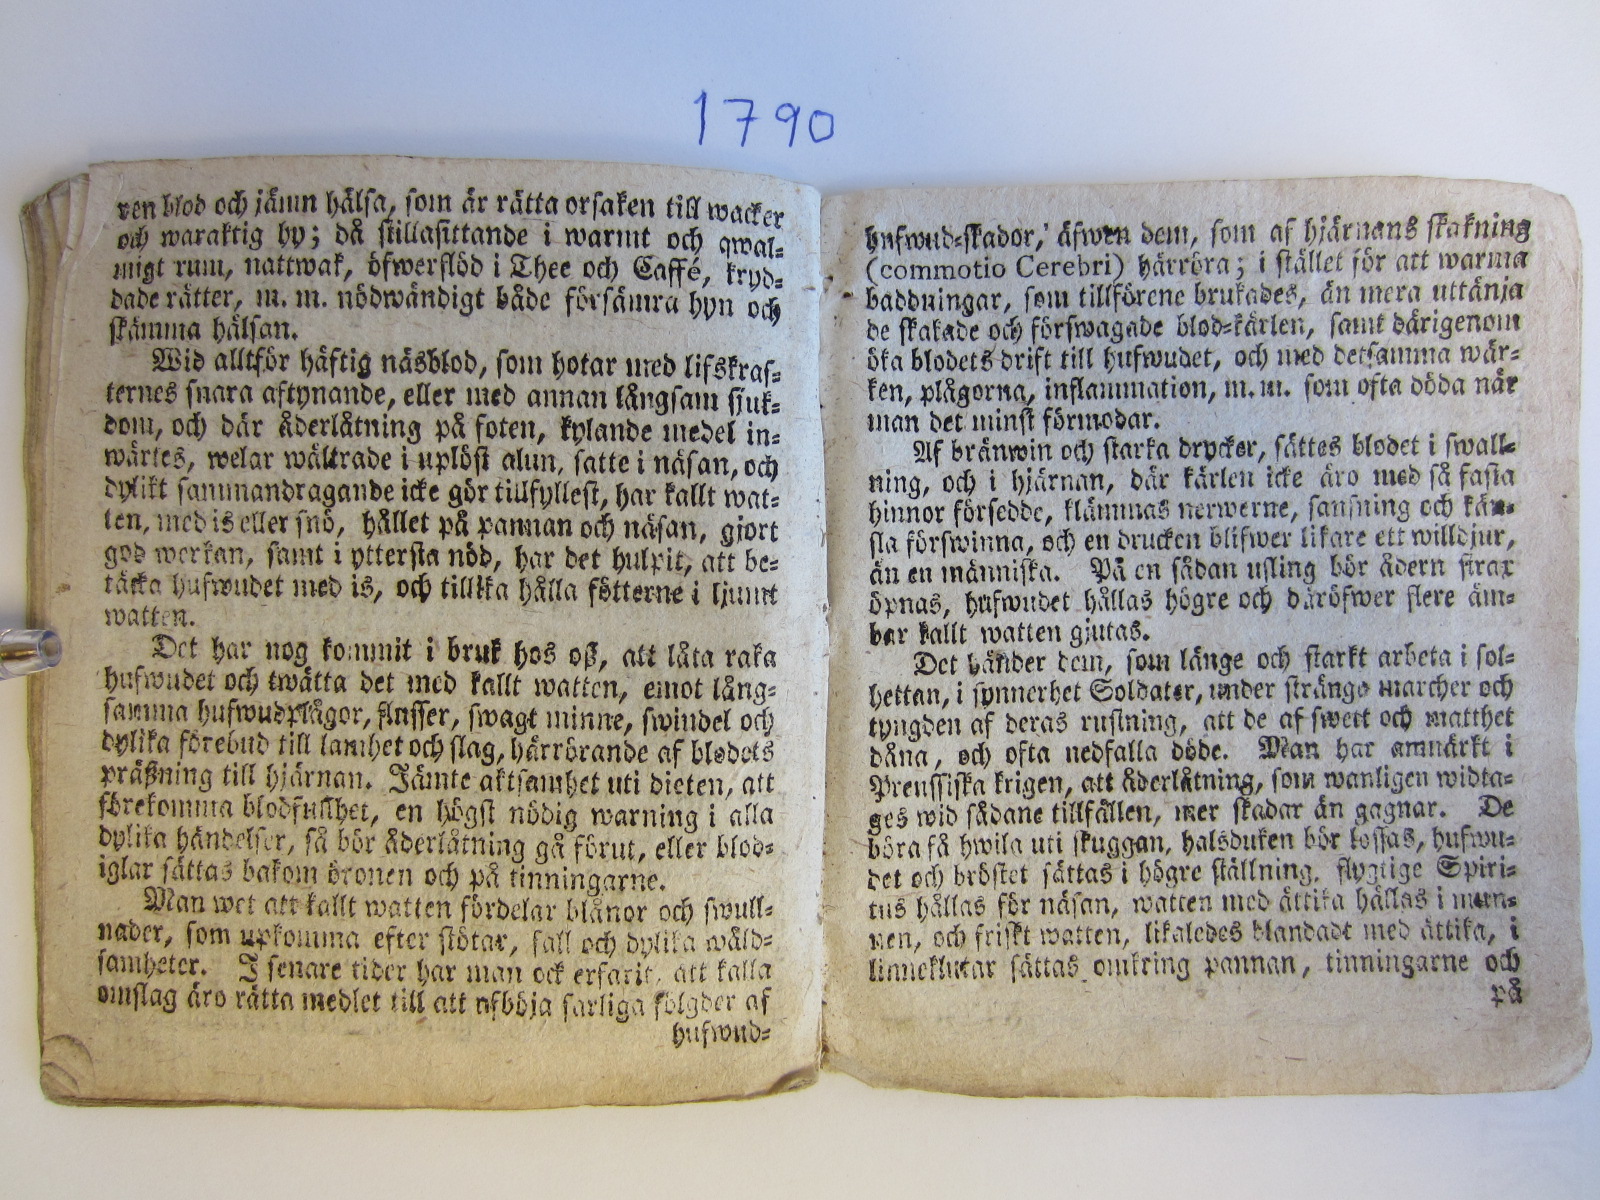 1790
ren blod och jämn hälsa, som är rätta orsaken till wacker
och waraktig hy; då stillasittande i warmt och qwal-
migt rum, nattwak, öfwerflöd i Thee och Caffé, kryd-
dade rätter, m. m. nödwändigt både försämra hyn och
skämma hälsan.
Wid alltför häftig näsblod, som hotar med lifskraf-
ternes snara aftynande, eller med annan långsam sjuk-
dom, och där åderlåtning på foten, kylande medel in-
wärtes, wekar wältrade i uplöst alun, satte i näsan, och
dylikt sammandragande icke gör tillfyllest, har kallt wat-
ten, med is eller snö, hållet på pannan och näsan, gjort
god werkan, samt i yttersta nöd, har det hulpit, att be-
täcka hufwudet med is, och tillika hålla fötterne i ljumt
watten.
Det har nog kommit i bruk hos oß, att låta raka
hufwudet och twätta det med kallt watten, emot lång-
samma hufwudplågor, flusser, swagt minne, swindel och
dylika förebud till lamhet och slag, härrörande af blodets
präßning till hjärnan. Jämte aktsamhet uti dieten, att
förekomma blodfullhet, en högst nödig warning i alla
dylika händelser, så bör åderlåtning gå förut, eller blod-
iglar sättas bakom öronen och på tinningarne.
Man wet att kallt watten fördelar blånor och swull-
nader, som upkomma efter stötar, fall och dylika wåld-
samheter. I senare tider har man ock erfarit, att kalla
omslag äro rätta medlet till att afböja farliga fölgder af
hufwud-
hufwud-skador, äfwen dem, som af hjärnans skakning
(commotio Cerebri) härröra; i stället för att warma
baddningar, som tillförene brukades, än mera uttänja
de skakade och förswagade blod-kärlen, samt därigenom
öka blodets drift till hufwudet, och med detsamma wär-
ken, plågorna, inflammation, m. m. som ofta döda när
man det minst förmodar.
Af bränwin och starka drycker, sättes blodet i swall-
ning, och i hjärnan, där kärlen icke äro med så fasta
hinnor försedde, klämmas nerwerne, sansning och kän-
sla förswinna, och en drucken blifwer likare ett willdjur,
än en människa. På en sådan usling bör ådern strax
öpnas, hufwudet hållas högre och däröfwer flere äm-
bar kallt watten gjutas.
Det händer dem, som länge och starkt arbeta i sol-
hettan, i synnerhet Soldater, under stränga marcher och
tyngden af deras rustning, att de af swett och matthet
dåna, och ofta nedfalla döde. Man har anmärkt i
Preussiska krigen, att åderlåtning, som wanligen widta-
ges wid sådane tillfällen, mer skadar än gagnar. De
böra få hwila uti skuggan, halsduken bör lossas, hufwu-
det och bröstet sättas i högre ställning, flygtige Spiri-
tus hållas för näsan, watten med ättika hällas i mun-
nen, och friskt watten, likaledes blandadt med ättika, i
linneklutar sättas omkring pannan, tinningarne och
på